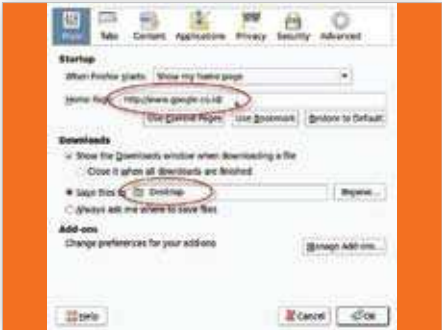 Main Tabs Content Applications Privacy Security Advanced
Startup
When Firefox starts: Show my home page
Home Page: http://www.google.co.id/
Use Current Pages Use Bookmark Restore to Default
Downloads
Show the Downloads window when downloading a file
Close it when all downloads are finished
Save files to Desktop Browse...
Always ask me where to save files
Add-ons
Change preferences for your add-ons
Manage Add-ons...
Help Cancel OK